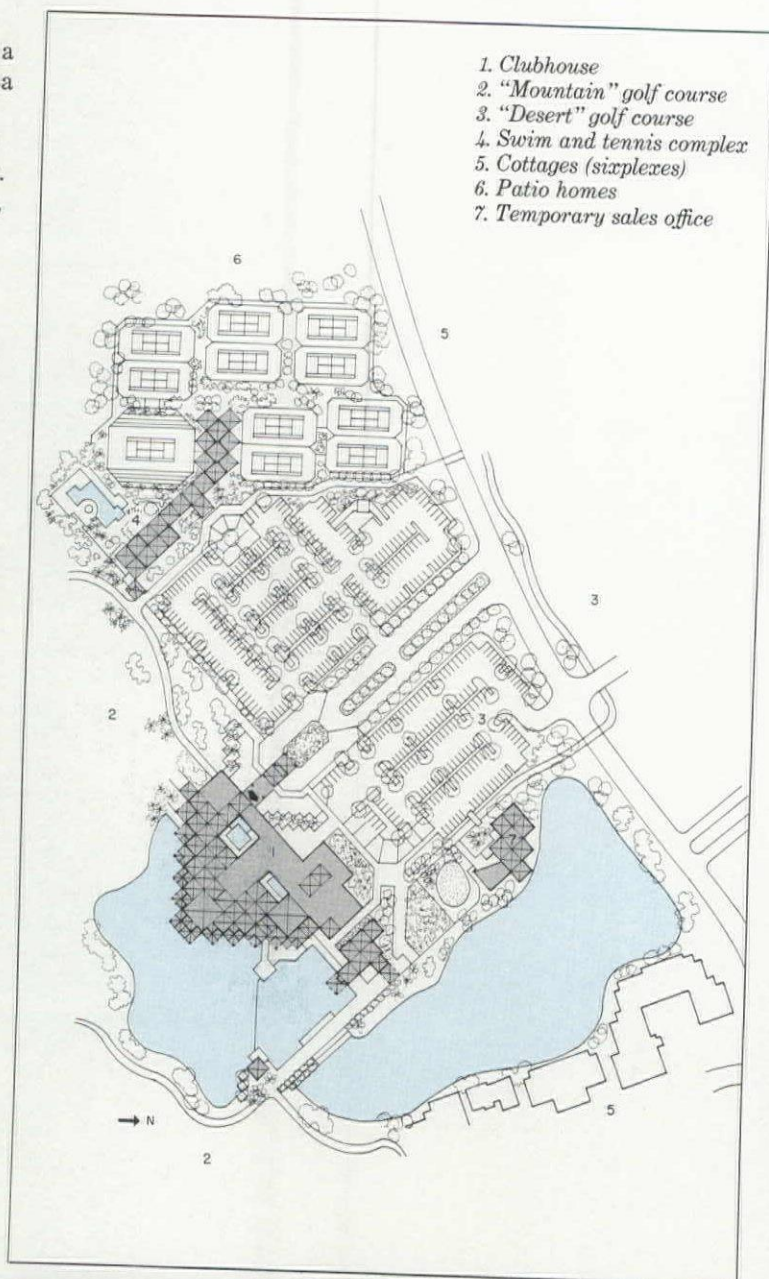 a
a
1. Clubhouse
2. “Mountain” golf course
3. “Desert” golf course
4. Swim and tennis complex
5. Cottages (sixplexes)
6. Patio homes
7. Temporary sales office
6
5
4
3
2
3
1
N
5
2